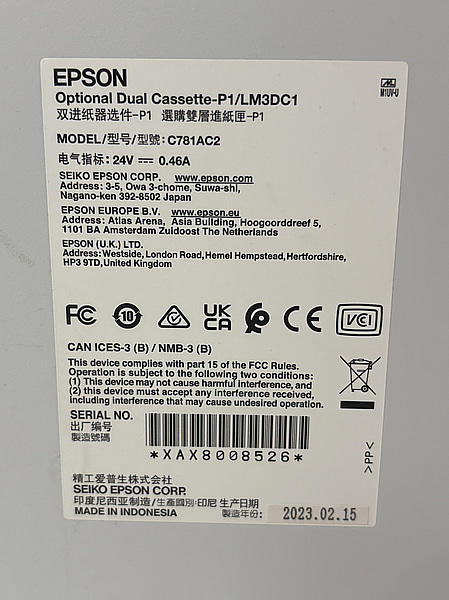 EPSON
Optional Dual Cassette-P1/LM3DC1
双进纸器选件-P1 選購雙層進紙匣-P1
M1UV-U
MODEL/型号/型號: C781AC2
电气指标: 24V ⎓ 0.46A
SEIKO EPSON CORP. www.epson.com
Address: 3-5, Owa 3-chome, Suwa-shi,
Nagano-ken 392-8502 Japan
EPSON EUROPE B.V. www.epson.eu
Address: Atlas Arena, Asia Building, Hoogoorddreef 5,
1101 BA Amsterdam Zuidoost The Netherlands
EPSON (U.K.) LTD.
Address: Westside, London Road, Hemel Hempstead, Hertfordshire,
HP3 9TD, United Kingdom
FC 10 UK CA CE VCI
CAN ICES-3 (B) / NMB-3 (B)
This device complies with part 15 of the FCC Rules.
Operation is subject to the following two conditions:
(1) This device may not cause harmful interference, and
(2) this device must accept any interference received,
including interference that may cause undesired operation.
SERIAL NO.
出厂编号
製造號碼
*XAX8008526*
>PP<
精工爱普生株式会社
SEIKO EPSON CORP.
印度尼西亚制造/生產國別:印尼 生产日期
MADE IN INDONESIA 製造年份: 2023.02.15